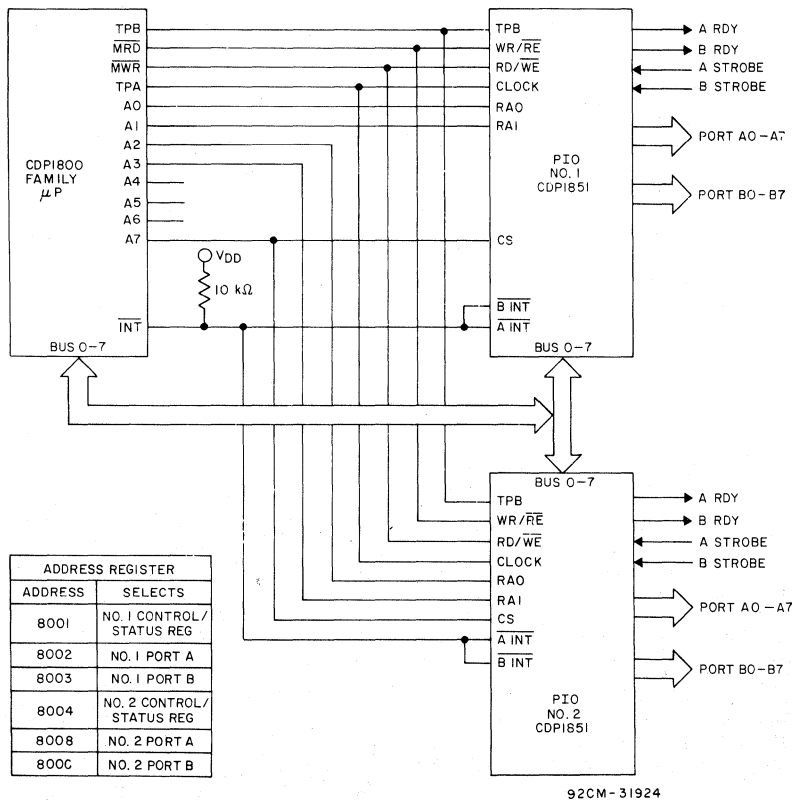 TPB
MRD
MWR
TPA
A0
A1
A2
A3
A4
A5
A6
A7
CDP1800
FAMILY
μP
VDD
10 kΩ
INT
BUS 0-7
TPB
WR/RE
RD/WE
CLOCK
RA0
RA1
PIO
NO. 1
CDP1851
CS
B INT
A INT
BUS 0-7
A RDY
B RDY
A STROBE
B STROBE
PORT A0-A7
PORT B0-B7
BUS 0-7
TPB
WR/RE
RD/WE
CLOCK
RA0
RA1
CS
A INT
B INT
PIO
NO. 2
CDP1851
A RDY
B RDY
A STROBE
B STROBE
PORT A0-A7
PORT B0-B7
ADDRESS REGISTER
ADDRESS SELECTS
8001 NO. 1 CONTROL/
STATUS REG
8002 NO. 1 PORT A
8003 NO. 1 PORT B
8004 NO. 2 CONTROL/
STATUS REG
8008 NO. 2 PORT A
800C NO. 2 PORT B
92CM-31924